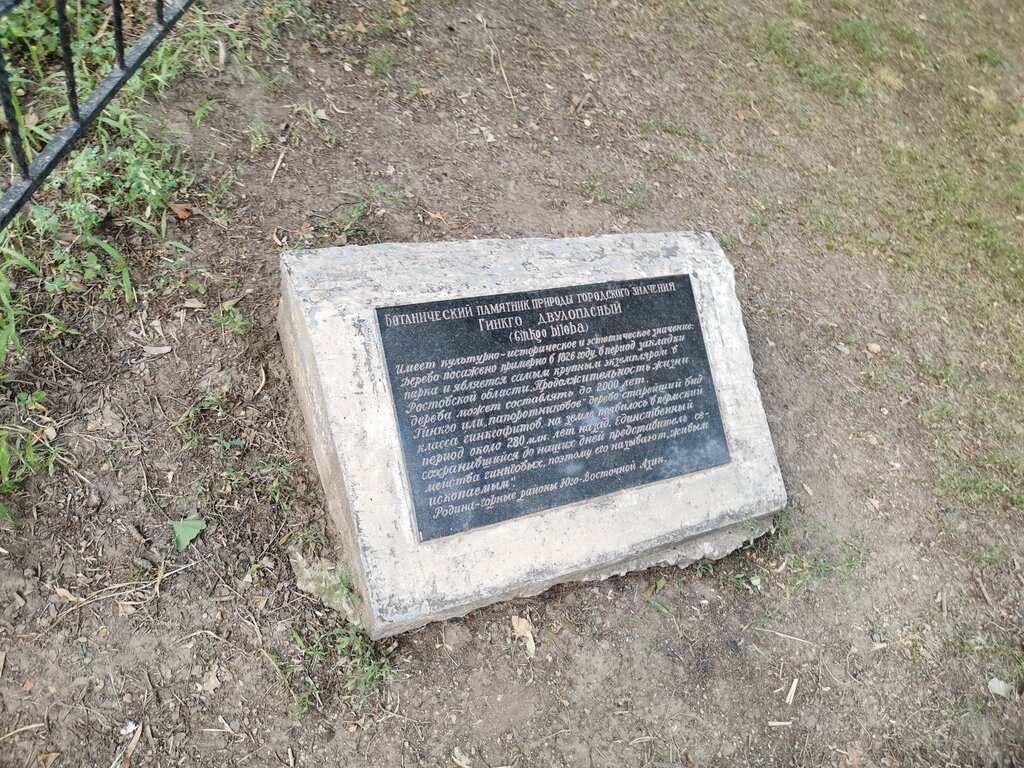 БОТАНИЧЕСКИЙ ПАМЯТНИК ПРИРОДЫ ГОРОДСКОГО ЗНАЧЕНИЯ
ГИНКГО ДВУЛОПАСНЫЙ
(Ginkgo biloba)
Имеет культурно-историческое и эстетическое значение:
дерево посажено примерно в 1826 году, в период закладки
парка и является самым крупным экземпляром в
Ростовской области. Продолжительность жизни
дерева может составлять до 2000 лет.
Гинкго или „папоротниковое" дерево-старейший вид
класса гинкгофитов, на земле появилось в пермский
период около 280 млн. лет назад. Единственный
сохранившийся до наших дней представитель се-
мейства гинкговых, поэтому его называют „живым
ископаемым".
Родина-горные районы Юго-Восточной Азии.